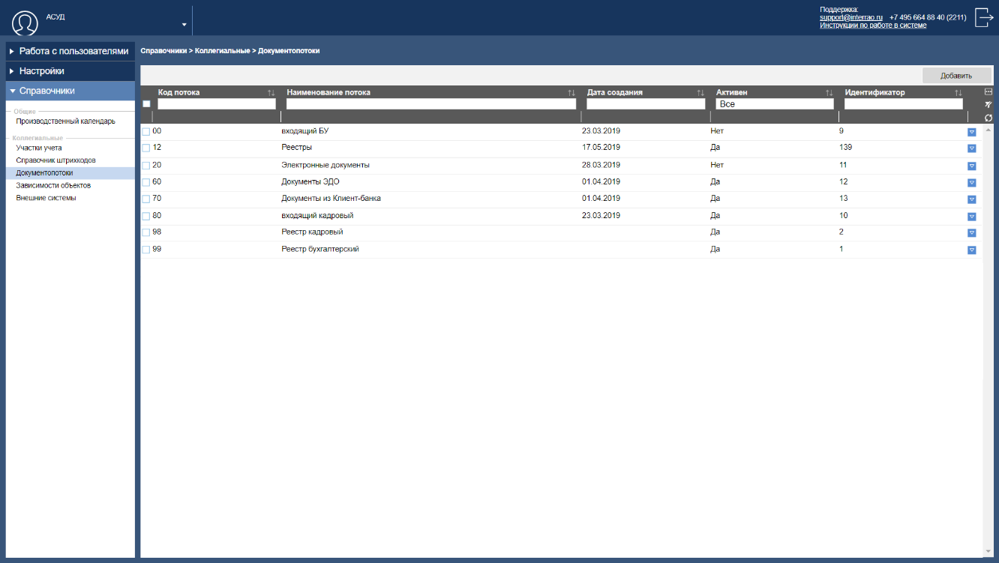 АСУД
Поддержка:
support@interrao.ru +7 495 664 88 40 (2211)
Инструкции по работе в системе
Работа с пользователями
Настройки
Справочники
Общие
Производственный календарь
Коллегиальные
Участки учета
Справочник штрихкодов
Документопотоки
Зависимости объектов
Внешние системы
Справочники > Коллегиальные > Документопотоки
Добавить
Код потока Наименование потока Дата создания Активен Идентификатор
Все
00 входящий БУ 23.03.2019 Нет 9
12 Реестры 17.05.2019 Да 139
20 Электронные документы 28.03.2019 Нет 11
60 Документы ЭДО 01.04.2019 Да 12
70 Документы из Клиент-банка 01.04.2019 Да 13
80 входящий кадровый 23.03.2019 Да 10
98 Реестр кадровый Да 2
99 Реестр бухгалтерский Да 1